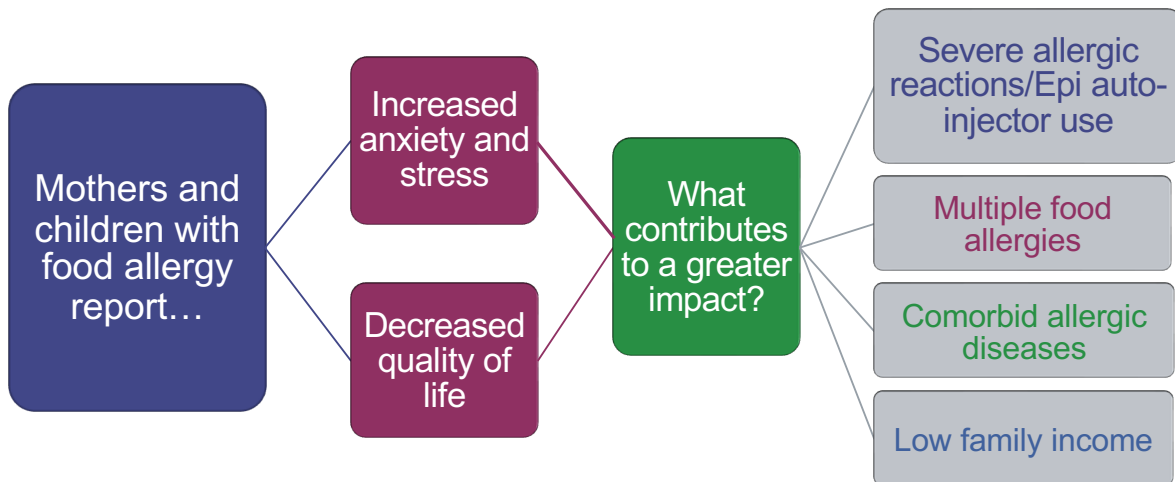 Mothers and
children with
food allergy
report…
Increased
anxiety and
stress
Decreased
quality of
life
What
contributes
to a greater
impact?
Severe allergic
reactions/Epi auto-
injector use
Multiple food
allergies
Comorbid allergic
diseases
Low family income